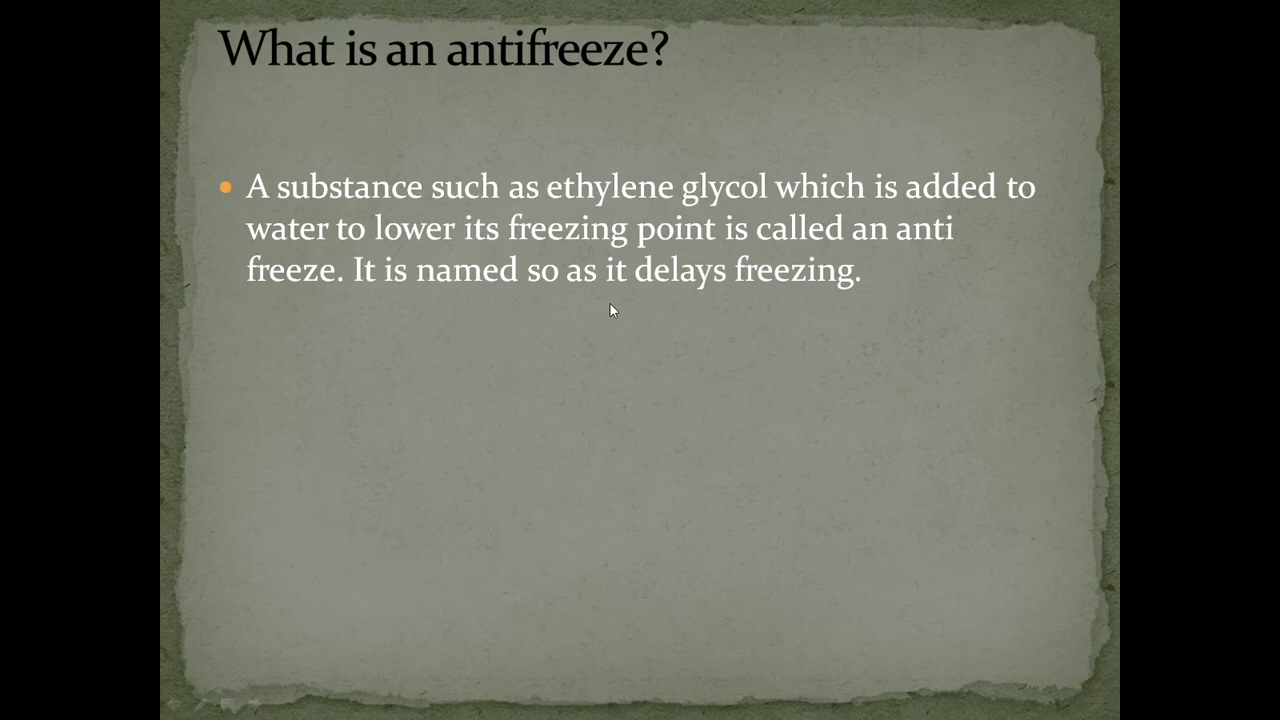 What is an antifreeze?
A substance such as ethylene glycol which is added to
water to lower its freezing point is called an anti
freeze. It is named so as it delays freezing.